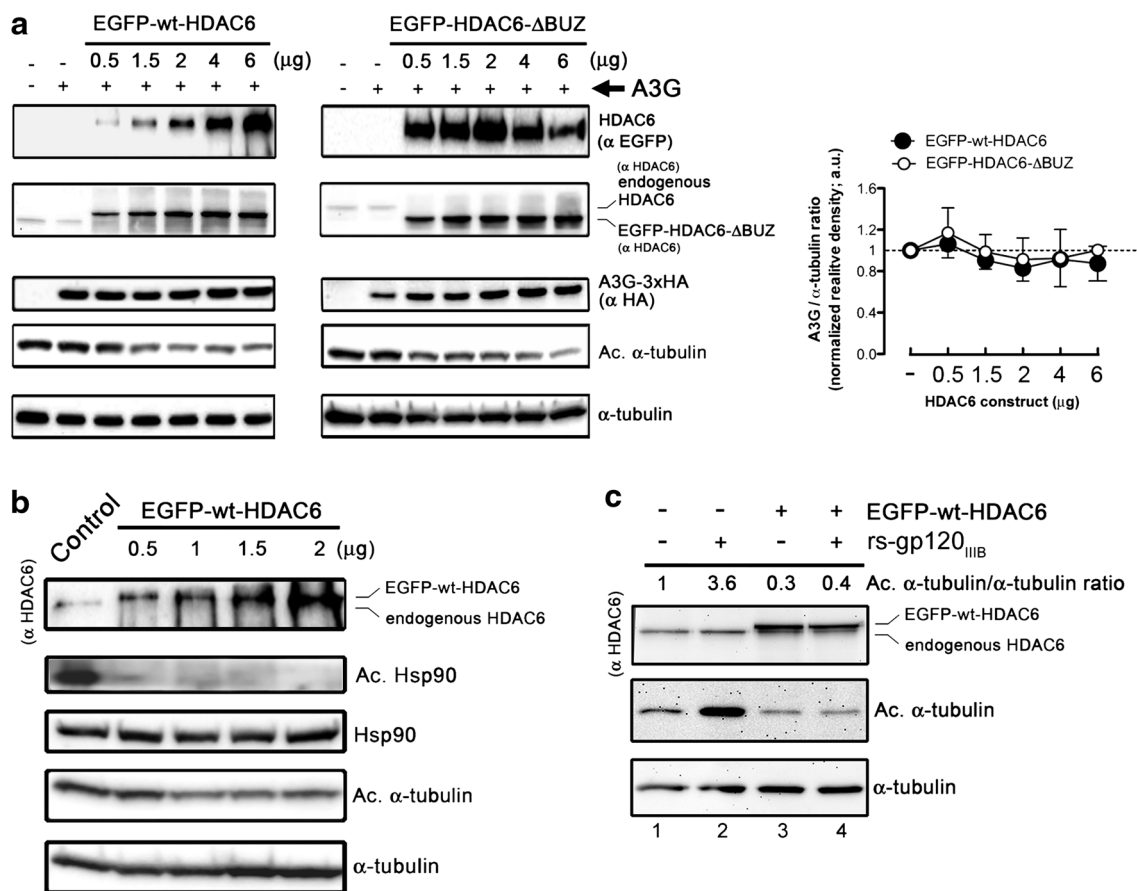 a
EGFP-wt-HDAC6
- - 0.5 1.5 2 4 6 (μg)
- + + + + + +
EGFP-HDAC6-ΔBUZ
- - 0.5 1.5 2 4 6 (μg)
- + + + + + + A3G
HDAC6
(α EGFP)
(α HDAC6)
endogenous
HDAC6
EGFP-HDAC6-ΔBUZ
(α HDAC6)
A3G-3xHA
(α HA)
Ac. α-tubulin
α-tubulin
EGFP-wt-HDAC6
EGFP-HDAC6-ΔBUZ
A3G / α-tubulin ratio
(normalized realitve density; a.u.)
1.6
1.2
1
0.8
0.4
0.0
- 0.5 1.5 2 4 6
HDAC6 construct (μg)
b
Control
EGFP-wt-HDAC6
0.5 1 1.5 2 (μg)
(α HDAC6)
EGFP-wt-HDAC6
endogenous HDAC6
Ac. Hsp90
Hsp90
Ac. α-tubulin
α-tubulin
c
- - + + EGFP-wt-HDAC6
- + - + rs-gp120IIIB
1 3.6 0.3 0.4 Ac. α-tubulin/α-tubulin ratio
(α HDAC6)
EGFP-wt-HDAC6
endogenous HDAC6
Ac. α-tubulin
α-tubulin
1 2 3 4